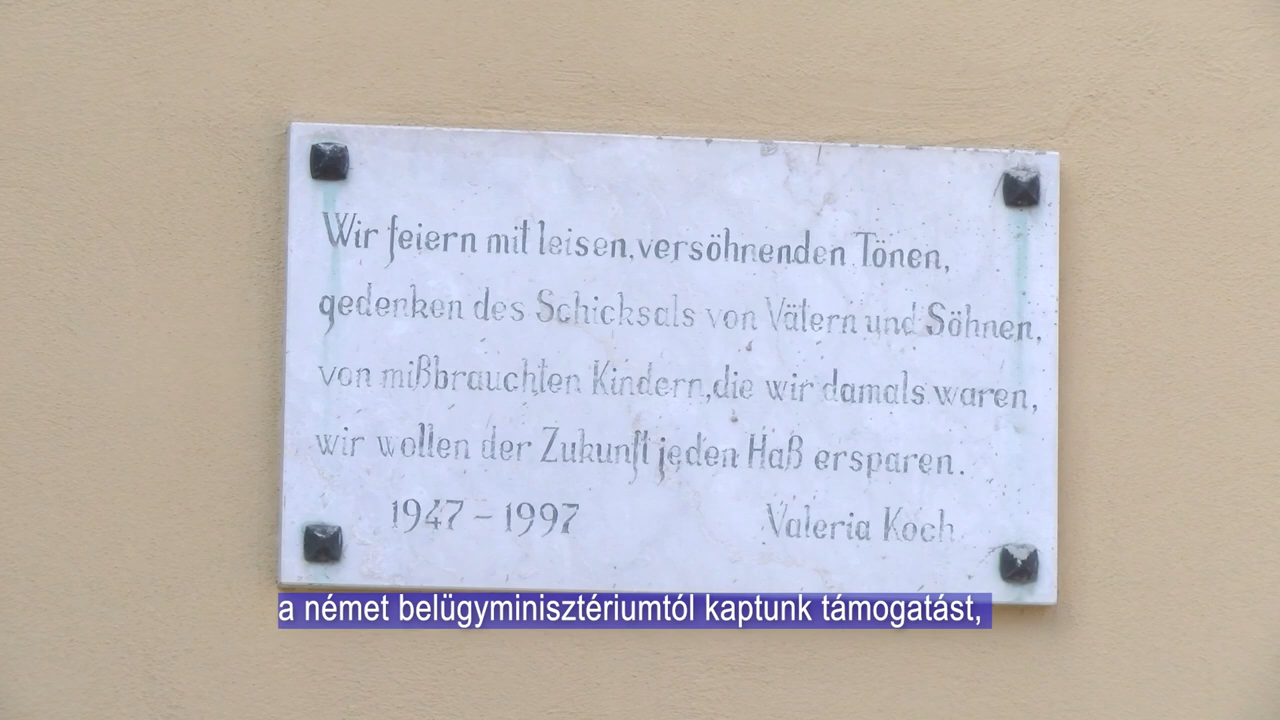 Wir feiern mit leisen, versöhnenden Tönen,
gedenken des Schicksals von Vätern und Söhnen,
von mißbrauchten Kindern, die wir damals waren,
wir wollen der Zukunft jeden Haß ersparen.
1947 – 1997 Valeria Koch
a német belügyminisztériumtól kaptunk támogatást,